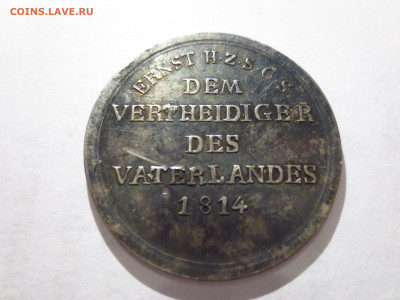 COINS.LAVE.RU
ERNST H·Z·S·C·S·
DEM
VERTHEIDIGER
DES
VATERLANDES
1814